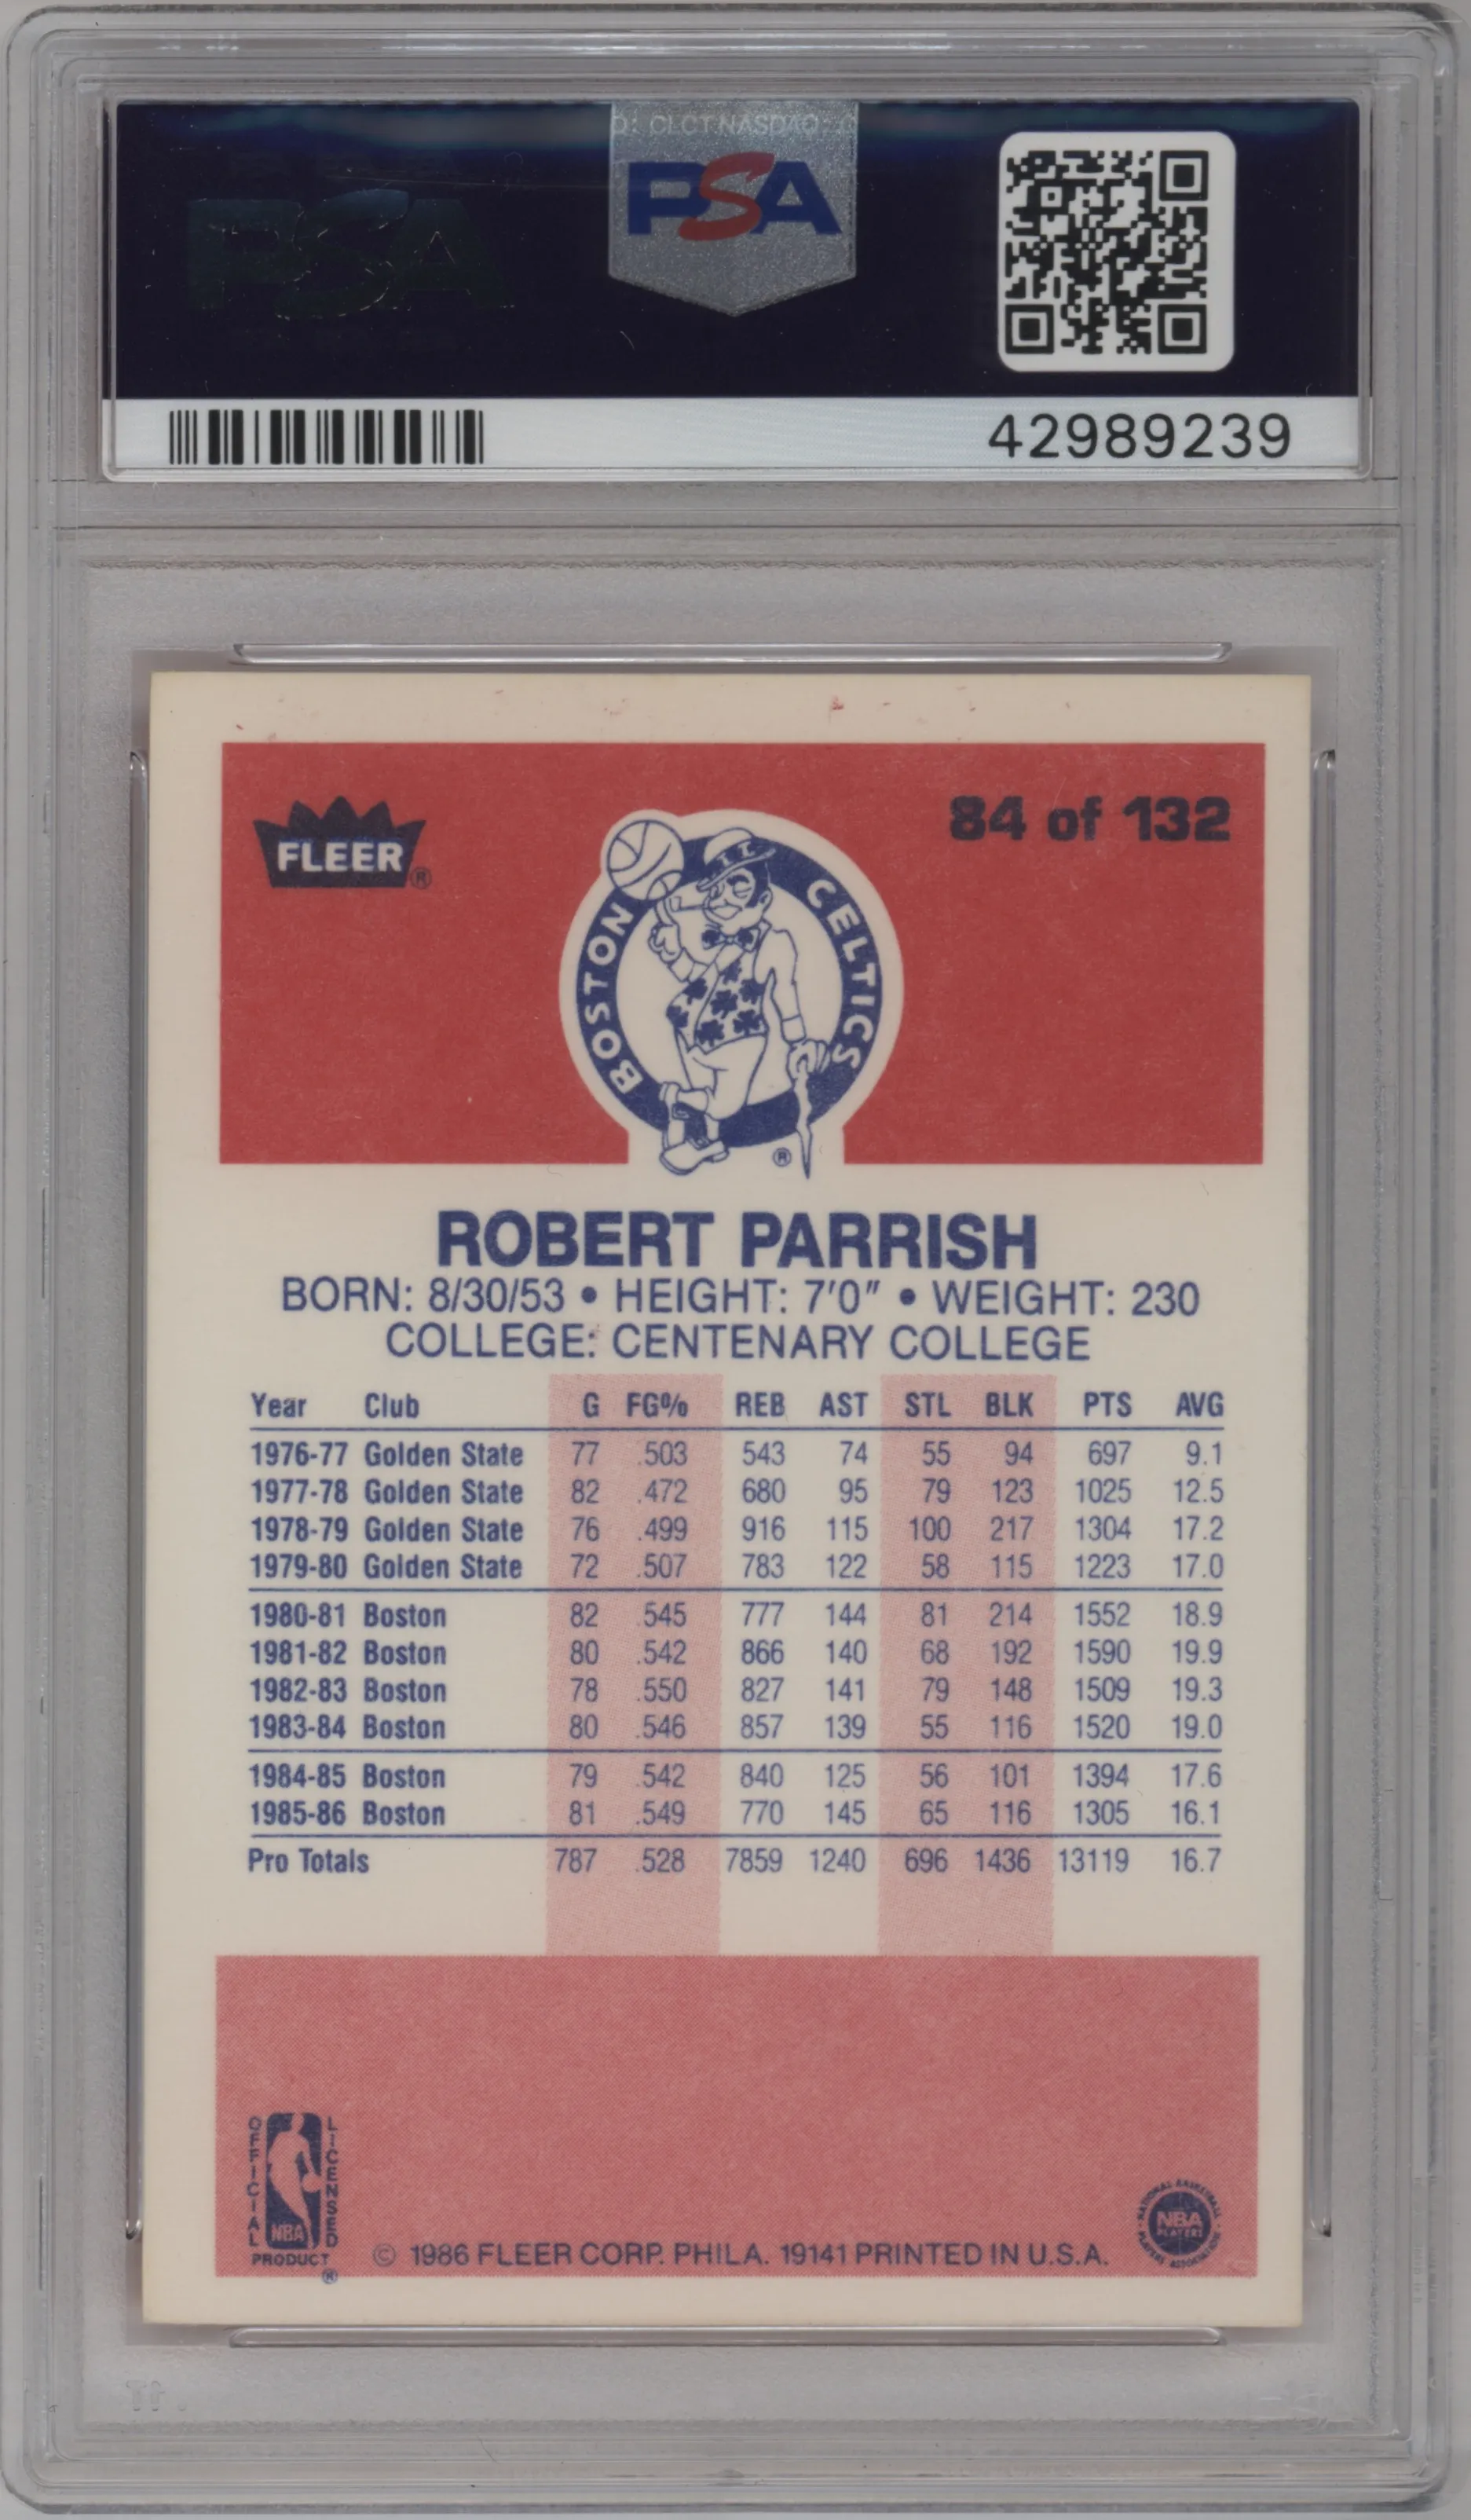 CLCT NASDAQ
PSA
PSA
42989239
FLEER®
84 of 132
BOSTON CELTICS
®
ROBERT PARRISH
BORN: 8/30/53 • HEIGHT: 7'0" • WEIGHT: 230
COLLEGE: CENTENARY COLLEGE
Year Club G FG% REB AST STL BLK PTS AVG
1976-77 Golden State 77 .503 543 74 55 94 697 9.1
1977-78 Golden State 82 .472 680 95 79 123 1025 12.5
1978-79 Golden State 76 .499 916 115 100 217 1304 17.2
1979-80 Golden State 72 .507 783 122 58 115 1223 17.0
1980-81 Boston 82 .545 777 144 81 214 1552 18.9
1981-82 Boston 80 .542 866 140 68 192 1590 19.9
1982-83 Boston 78 .550 827 141 79 148 1509 19.3
1983-84 Boston 80 .546 857 139 55 116 1520 19.0
1984-85 Boston 79 .542 840 125 56 101 1394 17.6
1985-86 Boston 81 .549 770 145 65 116 1305 16.1
Pro Totals 787 .528 7859 1240 696 1436 13119 16.7
OFFICIAL LICENSED
NBA
PRODUCT
®
© 1986 FLEER CORP. PHILA. 19141 PRINTED IN U.S.A.
NATIONAL BASKETBALL
NBA
PLAYERS
PLAYERS ASSOCIATION